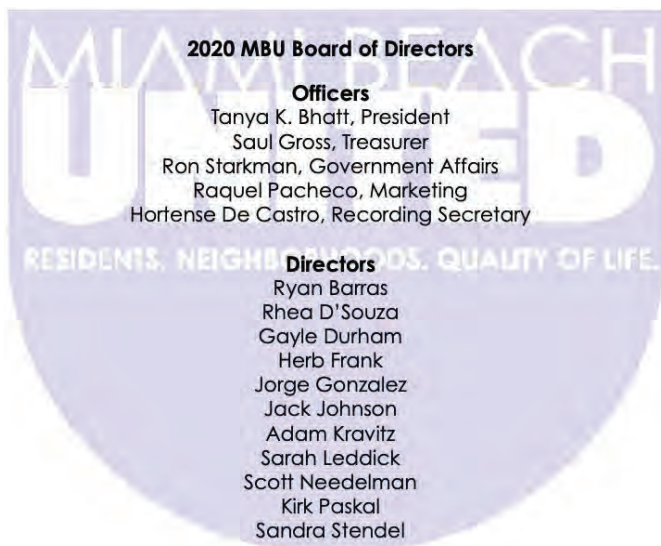 MIAMI BEACH
2020 MBU Board of Directors
UNITED
Officers
Tanya K. Bhatt, President
Saul Gross, Treasurer
Ron Starkman, Government Affairs
Raquel Pacheco, Marketing
Hortense De Castro, Recording Secretary
RESIDENTS. NEIGHBORHOODS. QUALITY OF LIFE.
Directors
Ryan Barras
Rhea D'Souza
Gayle Durham
Herb Frank
Jorge Gonzalez
Jack Johnson
Adam Kravitz
Sarah Leddick
Scott Needelman
Kirk Paskal
Sandra Stendel